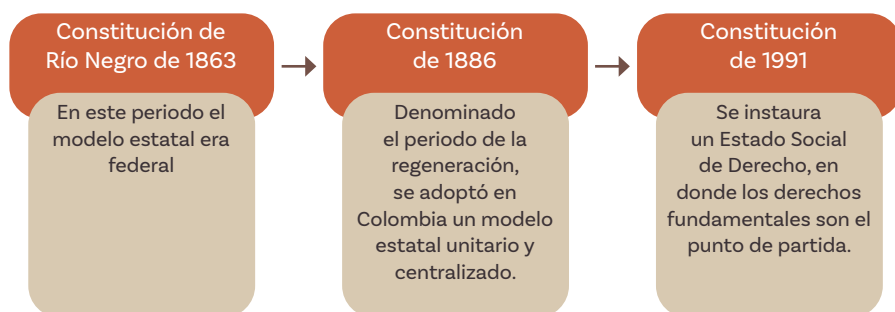 Constitución de
Río Negro de 1863
En este periodo el
modelo estatal era
federal
Constitución
de 1886
Denominado
el periodo de la
regeneración,
se adoptó en
Colombia un modelo
estatal unitario y
centralizado.
Constitución
de 1991
Se instaura
un Estado Social
de Derecho, en
donde los derechos
fundamentales son el
punto de partida.